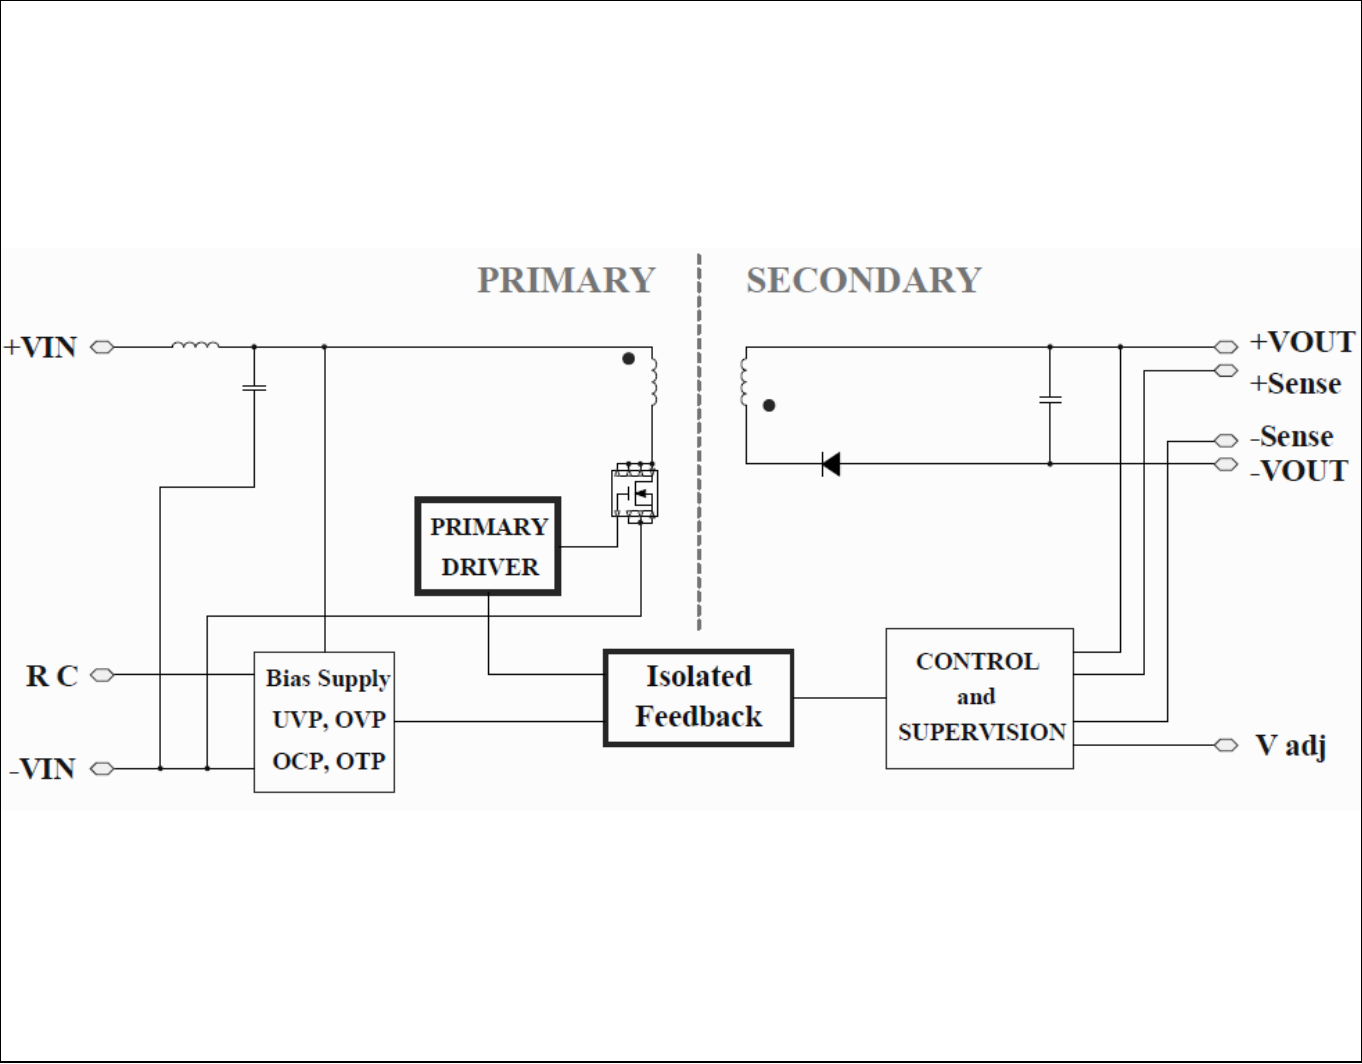 PRIMARY
SECONDARY
+VIN
+VOUT
+Sense
-Sense
-VOUT
PRIMARY
DRIVER
R C
Bias Supply
UVP, OVP
OCP, OTP
-VIN
Isolated
Feedback
CONTROL
and
SUPERVISION
V adj